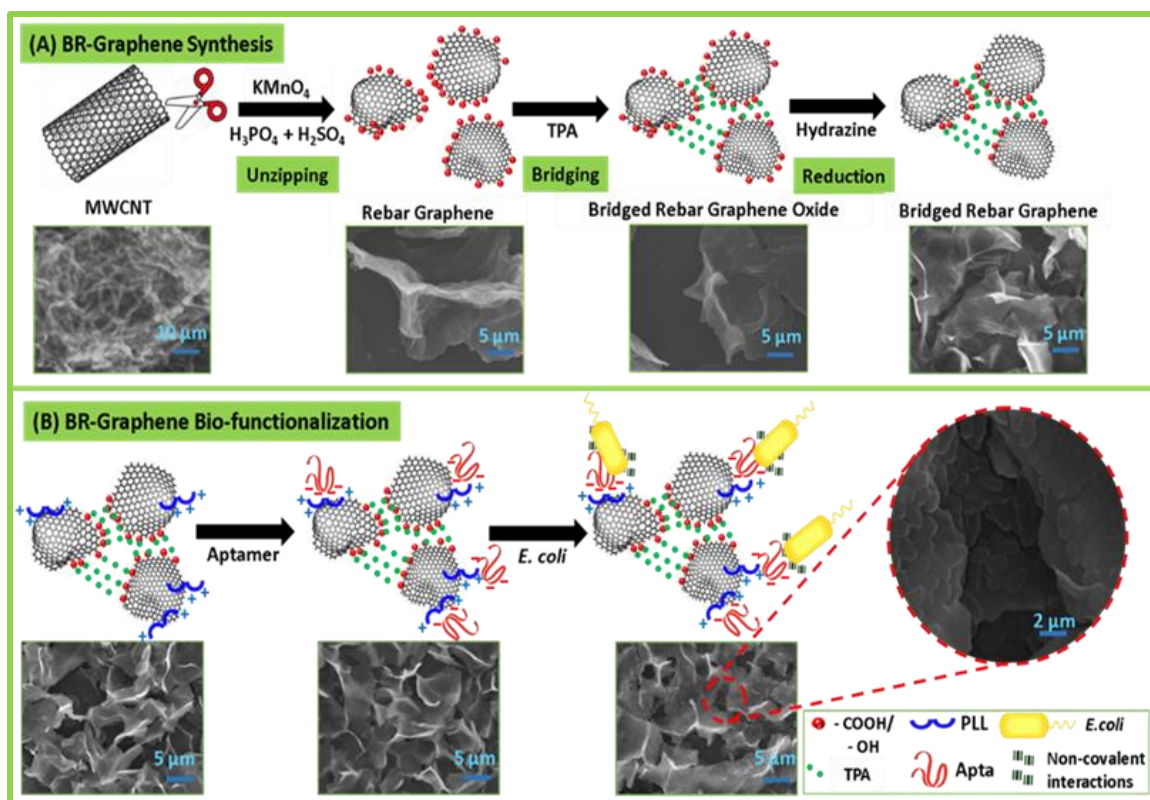 (A) BR-Graphene Synthesis
KMnO₄
H₃PO₄ + H₂SO₄
Unzipping
TPA
Bridging
Hydrazine
Reduction
MWCNT
Rebar Graphene
Bridged Rebar Graphene Oxide
Bridged Rebar Graphene
10 µm
5 µm
5 µm
5 µm
(B) BR-Graphene Bio-functionalization
Aptamer
E. coli
5 µm
5 µm
5 µm
2 µm
- COOH/
- OH
PLL
E.coli
TPA
Apta
Non-covalent
interactions